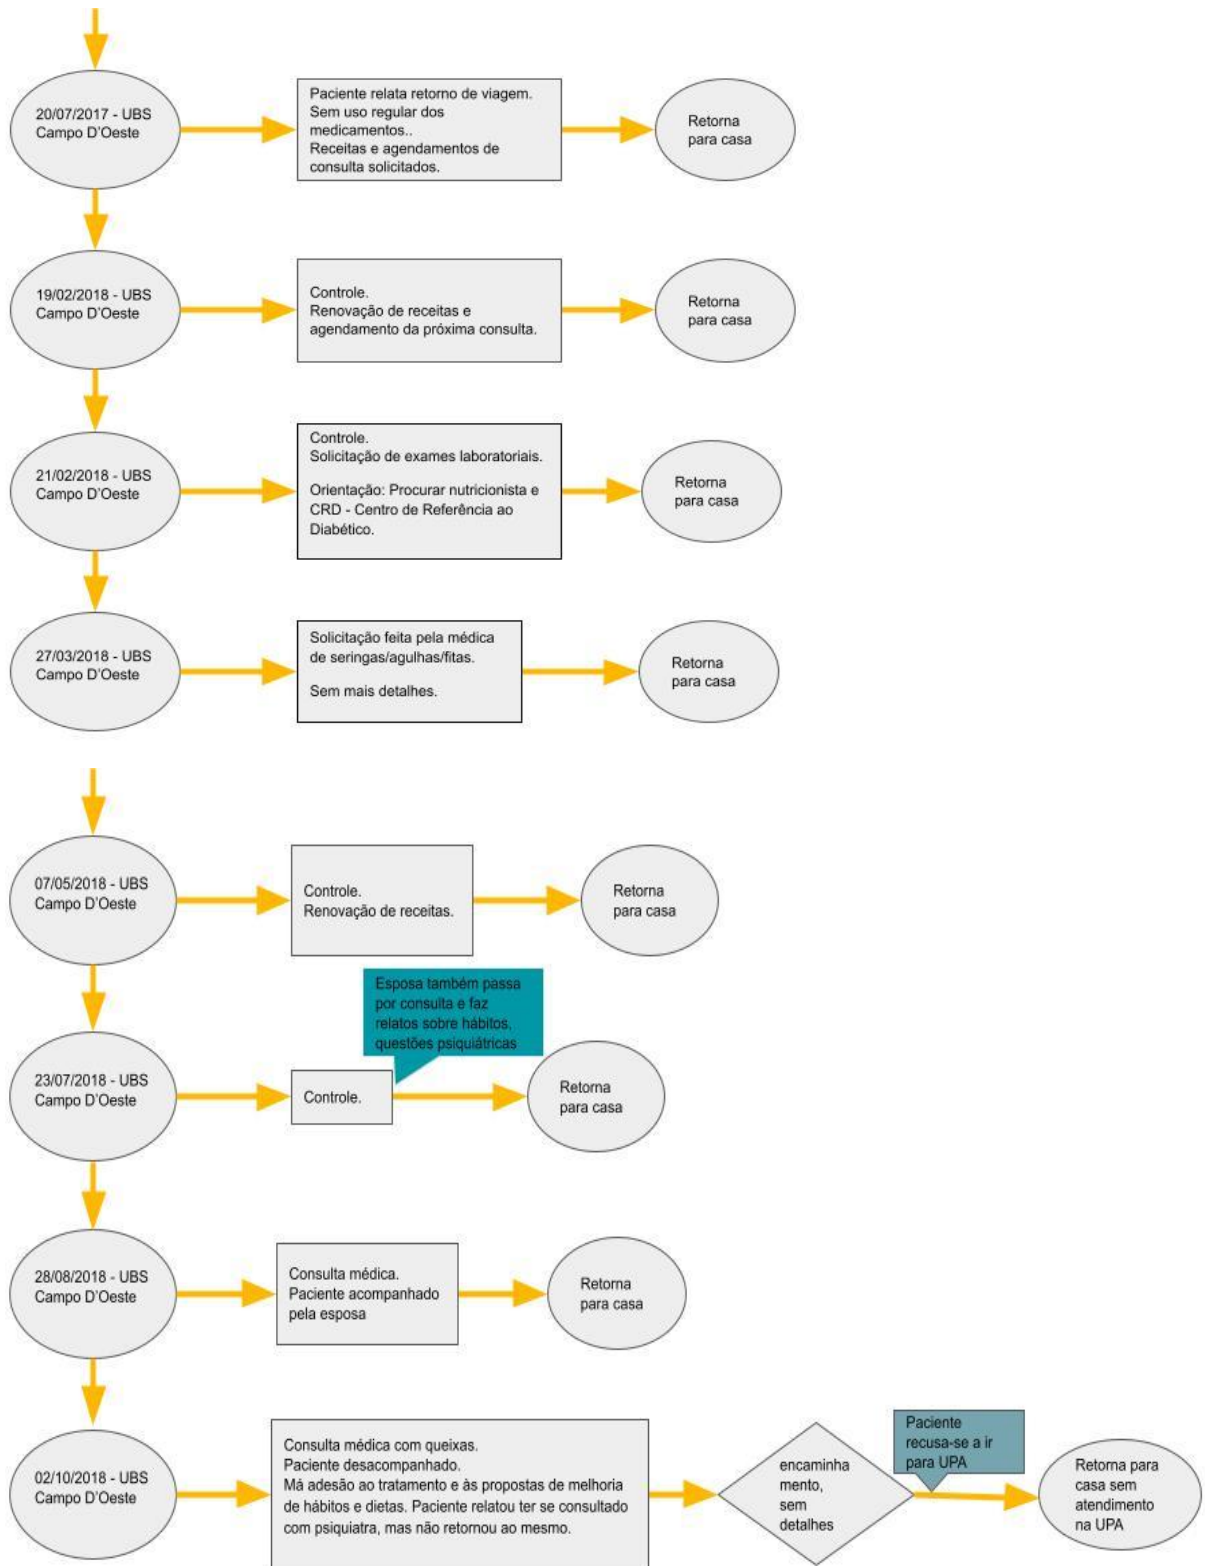 20/07/2017 - UBS
Campo D'Oeste
Paciente relata retorno de viagem.
Sem uso regular dos
medicamentos..
Receitas e agendamentos de
consulta solicitados.
Retorna
para casa
19/02/2018 - UBS
Campo D'Oeste
Controle.
Renovação de receitas e
agendamento da próxima consulta.
Retorna
para casa
21/02/2018 - UBS
Campo D'Oeste
Controle.
Solicitação de exames laboratoriais.
Orientação: Procurar nutricionista e
CRD - Centro de Referência ao
Diabético.
Retorna
para casa
27/03/2018 - UBS
Campo D'Oeste
Solicitação feita pela médica
de seringas/agulhas/fitas.
Sem mais detalhes.
Retorna
para casa
07/05/2018 - UBS
Campo D'Oeste
Controle.
Renovação de receitas.
Retorna
para casa
Esposa também passa
por consulta e faz
relatos sobre hábitos,
questões psiquiátricas
23/07/2018 - UBS
Campo D'Oeste
Controle.
Retorna
para casa
28/08/2018 - UBS
Campo D'Oeste
Consulta médica.
Paciente acompanhado
pela esposa
Retorna
para casa
02/10/2018 - UBS
Campo D'Oeste
Consulta médica com queixas.
Paciente desacompanhado.
Má adesão ao tratamento e às propostas de melhoria
de hábitos e dietas. Paciente relatou ter se consultado
com psiquiatra, mas não retornou ao mesmo.
encaminha
mento,
sem
detalhes
Paciente
recusa-se a ir
para UPA
Retorna para
casa sem
atendimento
na UPA